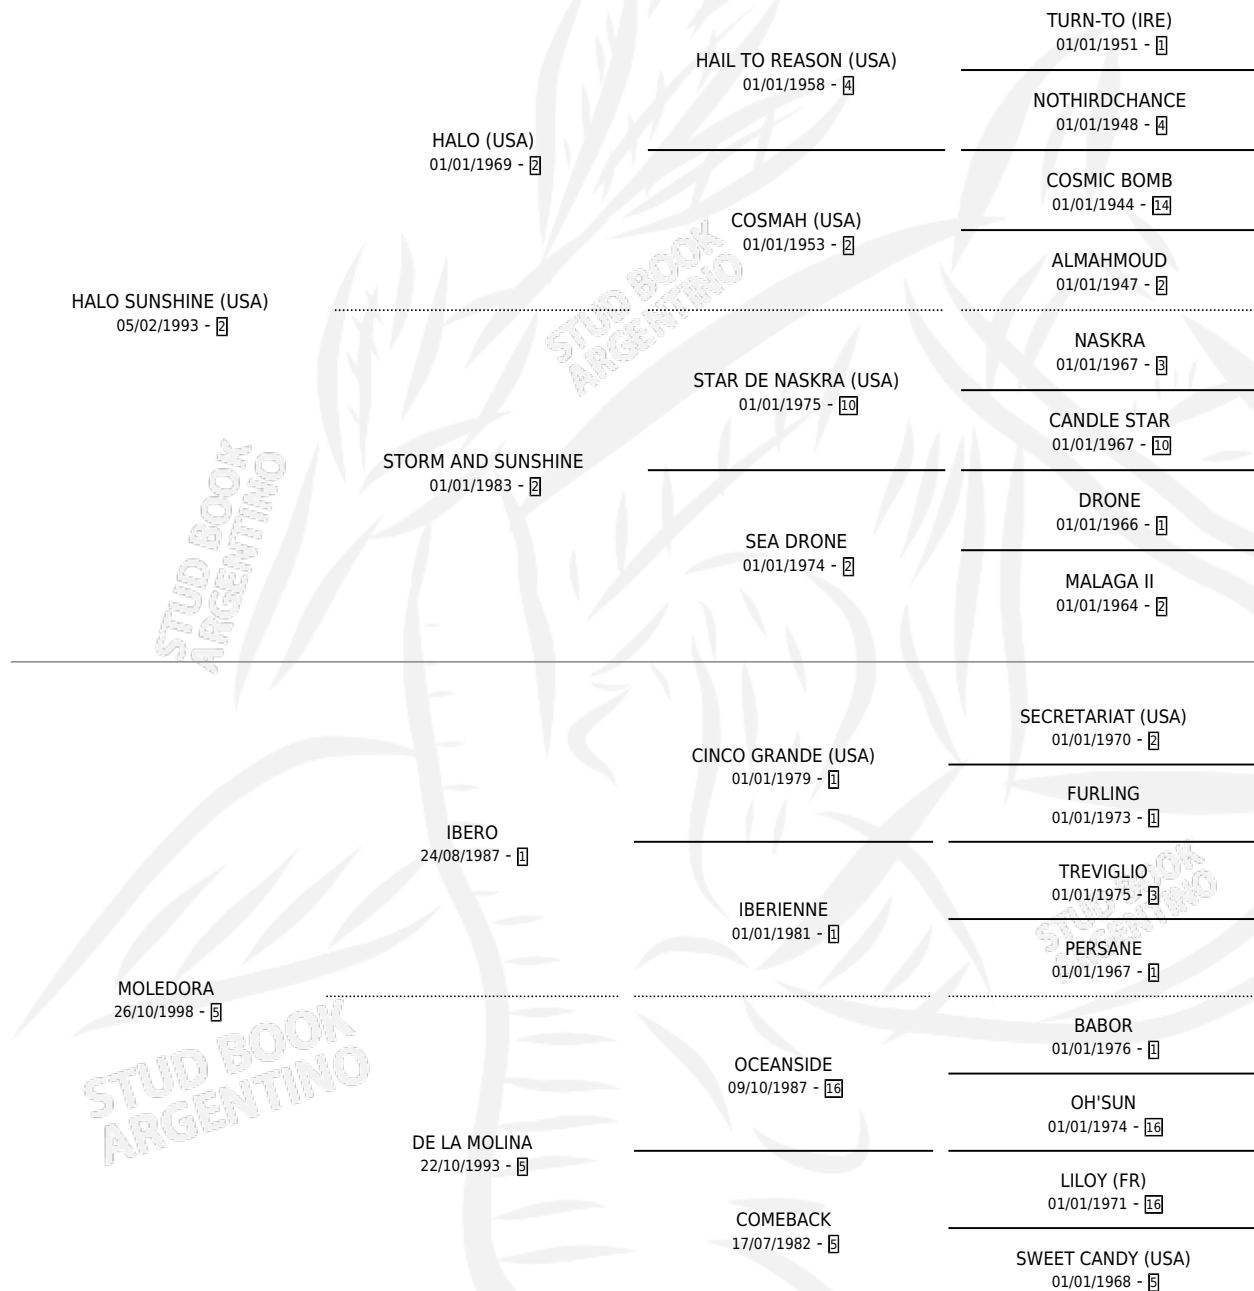 TURN-TO (IRE)
01/01/1951 - 1
HAIL TO REASON (USA)
01/01/1958 - 4
NOTHIRDCHANCE
01/01/1948 - 4
HALO (USA)
01/01/1969 - 2
COSMIC BOMB
01/01/1944 - 14
COSMAH (USA)
01/01/1953 - 2
ALMAHMOUD
01/01/1947 - 2
HALO SUNSHINE (USA)
05/02/1993 - 2
NASKRA
01/01/1967 - 3
STAR DE NASKRA (USA)
01/01/1975 - 10
CANDLE STAR
01/01/1967 - 10
STORM AND SUNSHINE
01/01/1983 - 2
DRONE
01/01/1966 - 1
SEA DRONE
01/01/1974 - 2
MALAGA II
01/01/1964 - 2
SECRETARIAT (USA)
01/01/1970 - 2
CINCO GRANDE (USA)
01/01/1979 - 1
FURLING
01/01/1973 - 1
IBERO
24/08/1987 - 1
TREVIGLIO
01/01/1975 - 3
IBERIENNE
01/01/1981 - 1
PERSANE
01/01/1967 - 1
MOLEDORA
26/10/1998 - 5
BABOR
01/01/1976 - 1
OCEANSIDE
09/10/1987 - 16
OH'SUN
01/01/1974 - 16
DE LA MOLINA
22/10/1993 - 5
LILOY (FR)
01/01/1971 - 16
COMEBACK
17/07/1982 - 5
SWEET CANDY (USA)
01/01/1968 - 5
STUD BOOK
ARGENTINO
STUD BOOK
ARGENTINO
STUD BOOK
ARGENTINO
STUD BOOK
ARGENTINO